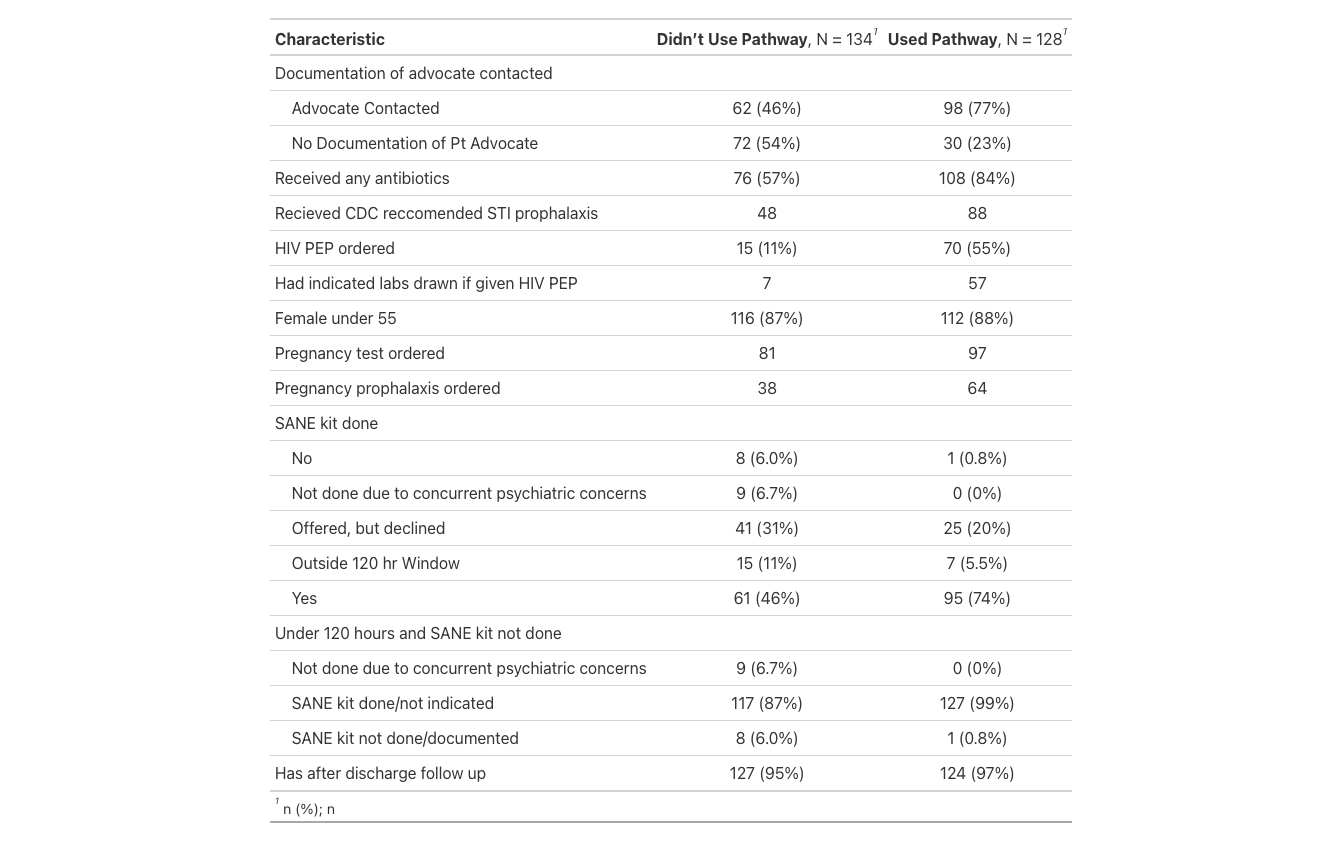 Characteristic Didn't Use Pathway, N = 134¹ Used Pathway, N = 128¹
Documentation of advocate contacted
Advocate Contacted 62 (46%) 98 (77%)
No Documentation of Pt Advocate 72 (54%) 30 (23%)
Received any antibiotics 76 (57%) 108 (84%)
Recieved CDC reccomended STI prophalaxis 48 88
HIV PEP ordered 15 (11%) 70 (55%)
Had indicated labs drawn if given HIV PEP 7 57
Female under 55 116 (87%) 112 (88%)
Pregnancy test ordered 81 97
Pregnancy prophalaxis ordered 38 64
SANE kit done
No 8 (6.0%) 1 (0.8%)
Not done due to concurrent psychiatric concerns 9 (6.7%) 0 (0%)
Offered, but declined 41 (31%) 25 (20%)
Outside 120 hr Window 15 (11%) 7 (5.5%)
Yes 61 (46%) 95 (74%)
Under 120 hours and SANE kit not done
Not done due to concurrent psychiatric concerns 9 (6.7%) 0 (0%)
SANE kit done/not indicated 117 (87%) 127 (99%)
SANE kit not done/documented 8 (6.0%) 1 (0.8%)
Has after discharge follow up 127 (95%) 124 (97%)
¹ n (%); n